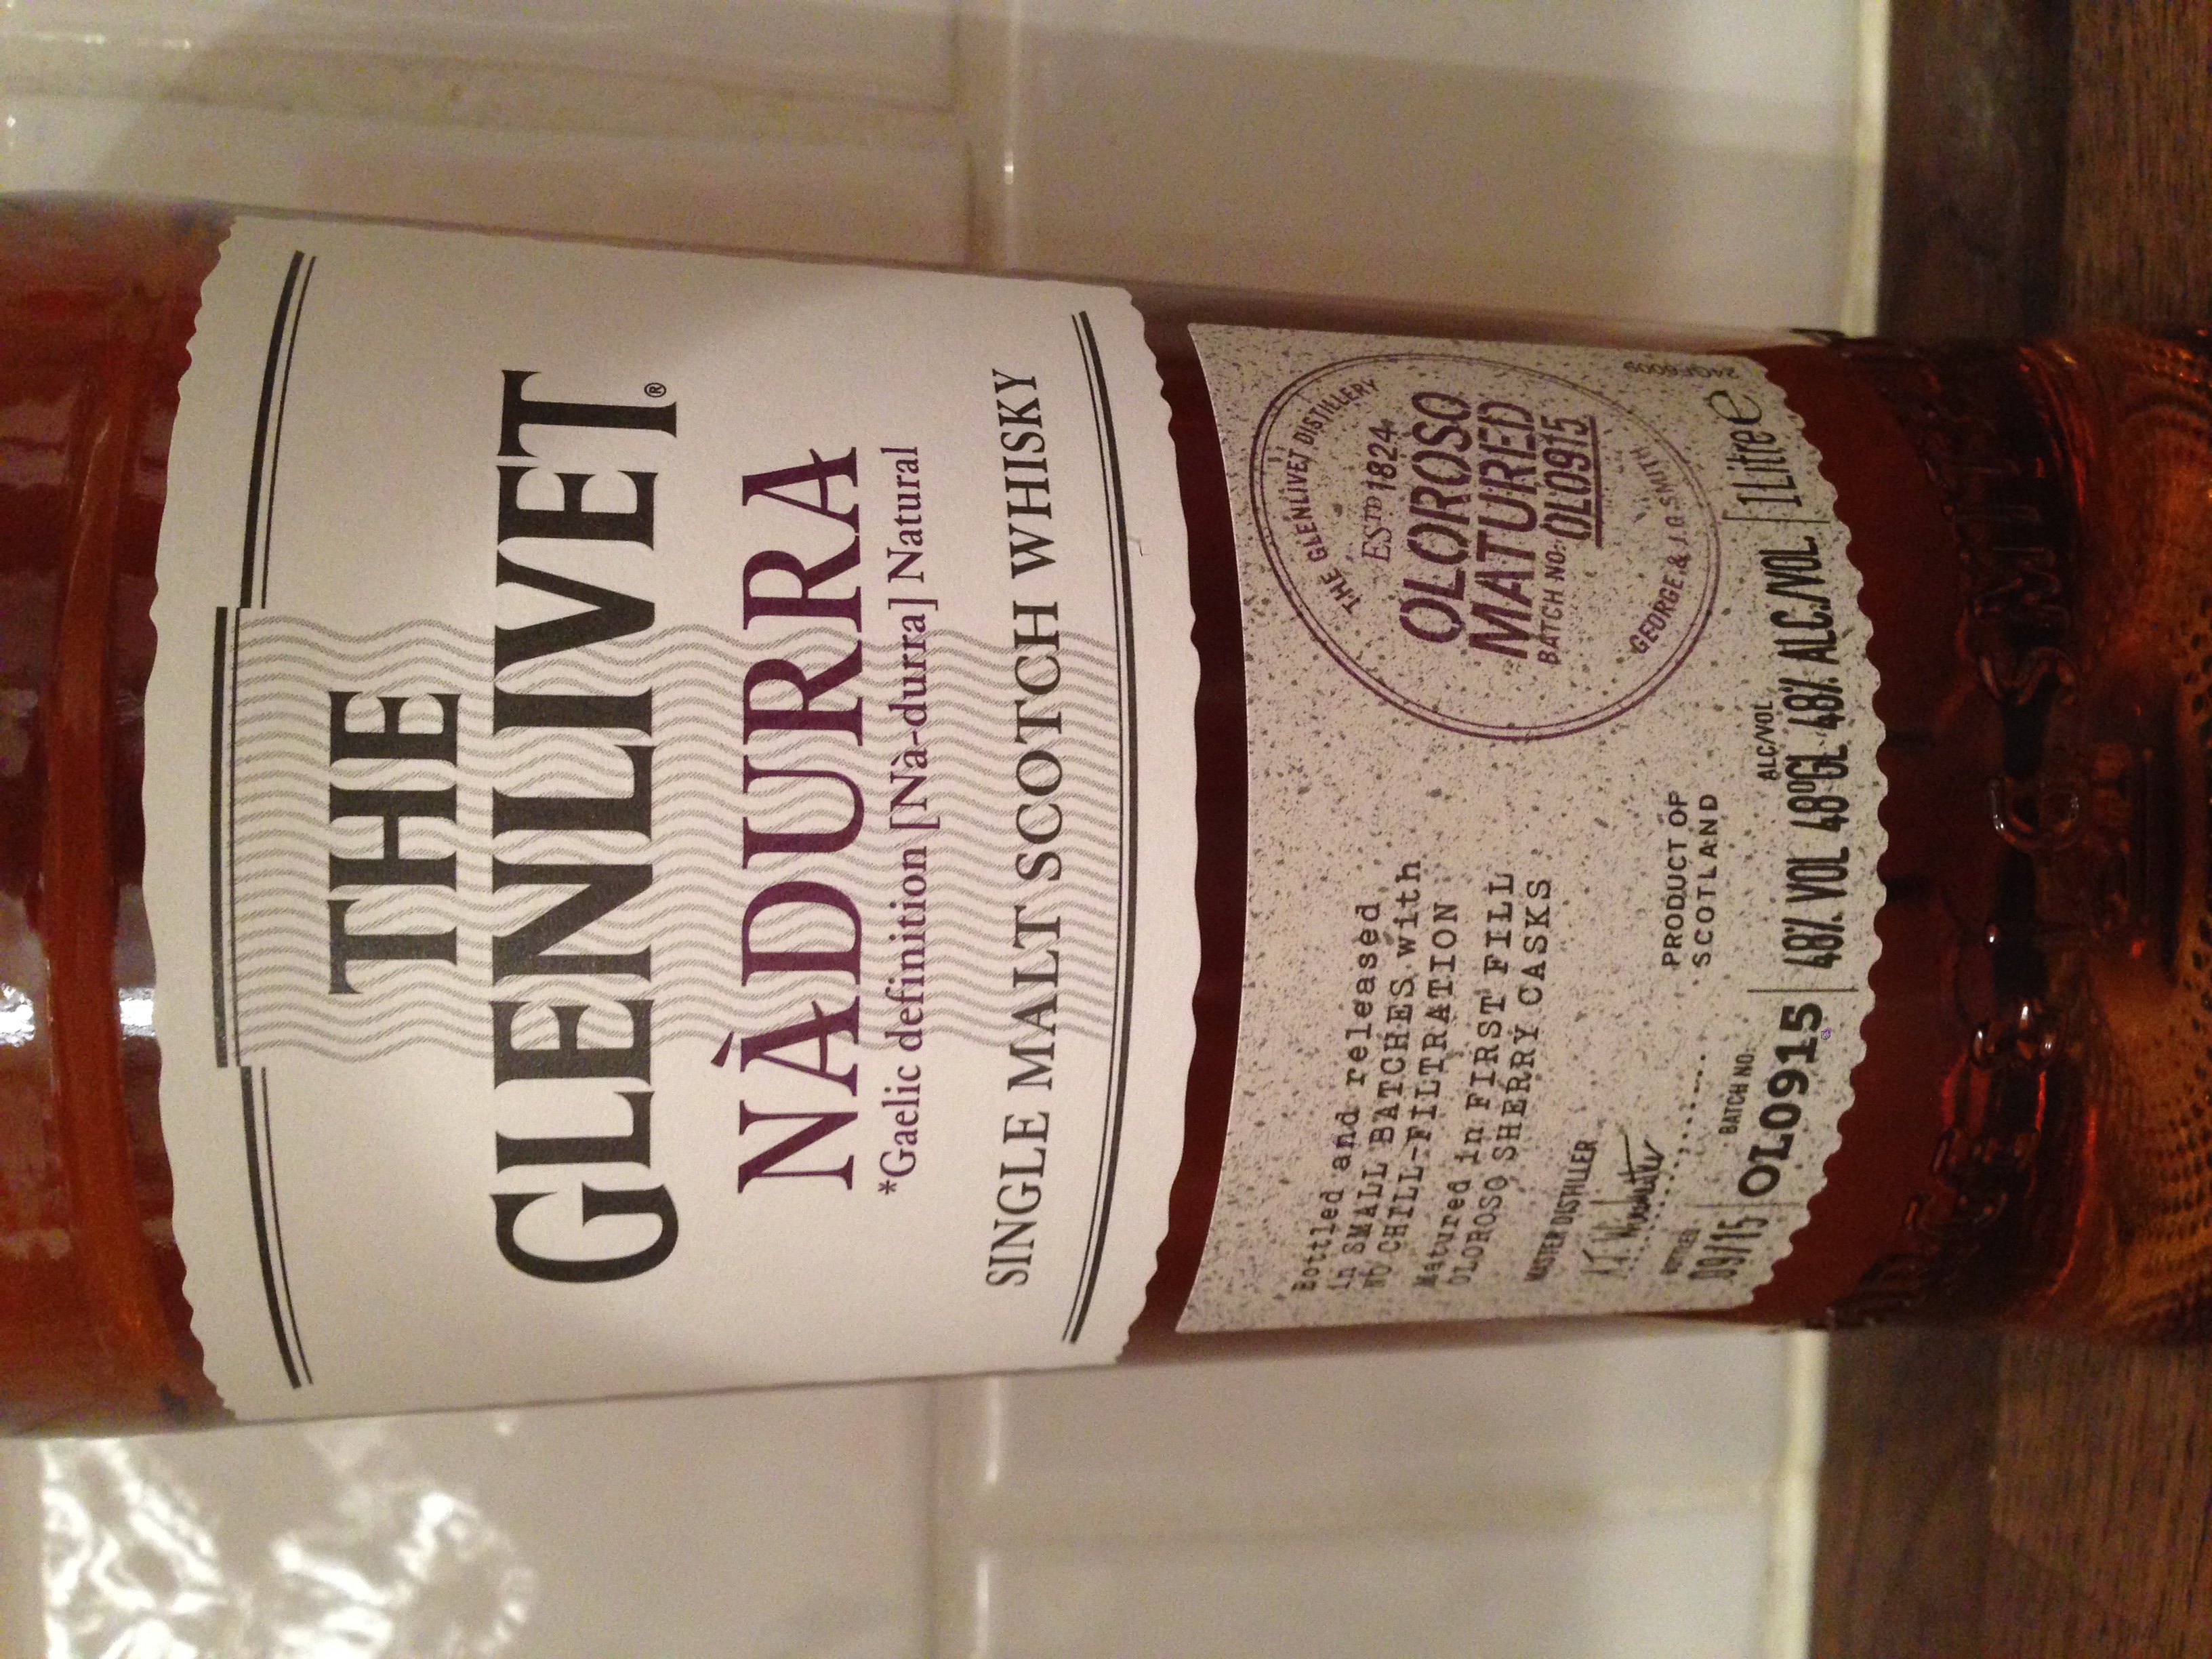 THE
GLENLIVET®
NÀDURRA
*Gaelic definition [Nà-durra] Natural
SINGLE MALT SCOTCH WHISKY
Bottled and released
in SMALL BATCHES with
NO CHILL-FILTRATION
Matured in FIRST FILL
OLOROSO SHERRY CASKS
MASTER DISTILLER
BOTTLED
09/15
BATCH NO:
OL0915
PRODUCT OF
SCOTLAND
THE GLENLIVET DISTILLERY
ESTD 1824
OLOROSO
MATURED
BATCH NO: OL0915
GEORGE & J.G. SMITH
ALC/VOL
48% VOL 48ºGL 48°GL 48% ALC./VOL
1Litre e